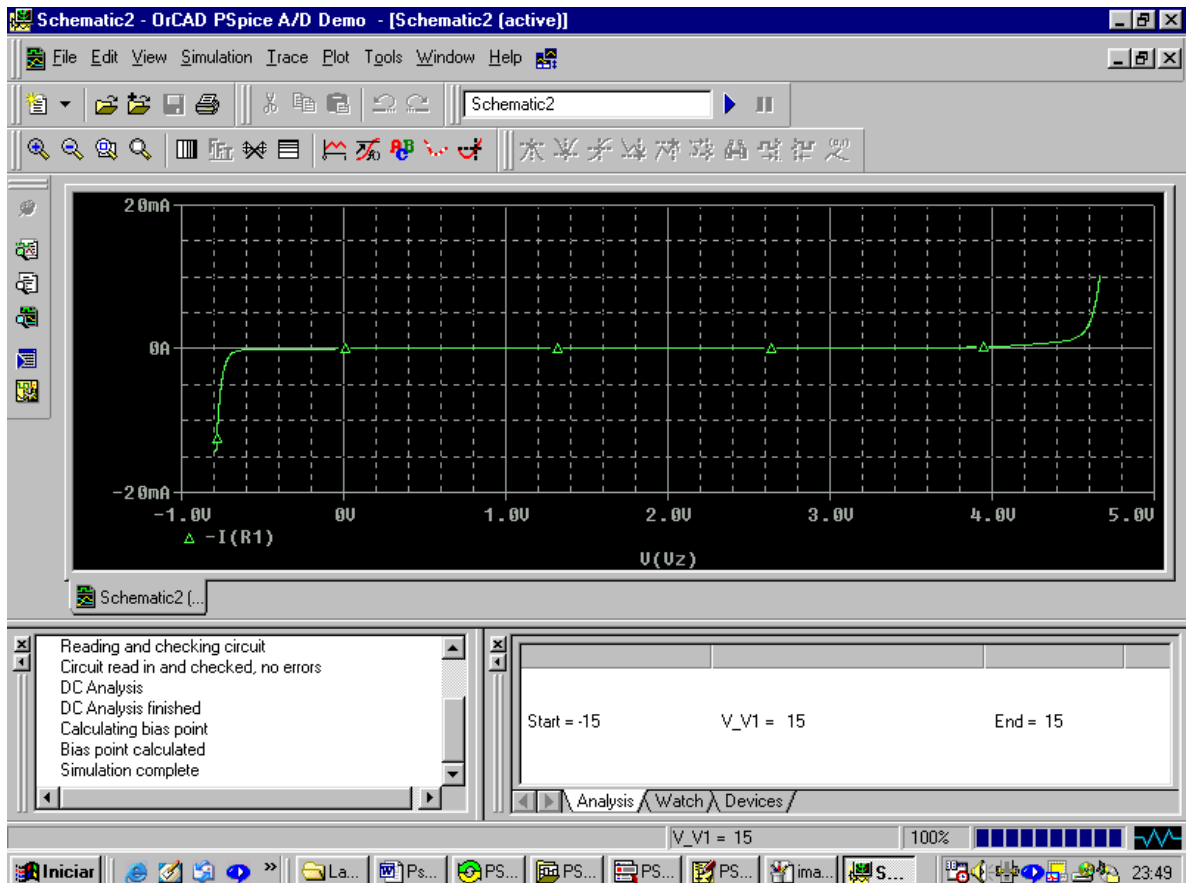 Schematic2 - OrCAD PSpice A/D Demo - [Schematic2 (active)]
File Edit View Simulation Trace Plot Tools Window Help
Schematic2
FFT
ABC
20mA
0A
-20mA
-1.0V 0V 1.0V 2.0V 3.0V 4.0V 5.0V
-I(R1)
V(Vz)
Schematic2 (...
Reading and checking circuit
Circuit read in and checked, no errors
DC Analysis
DC Analysis finished
Calculating bias point
Bias point calculated
Simulation complete
Start = -15 V_V1 = 15 End = 15
Analysis Watch Devices
V_V1 = 15 100%
Iniciar » La... Ps... PS... PS... PS... PS... ima... S... 23:49